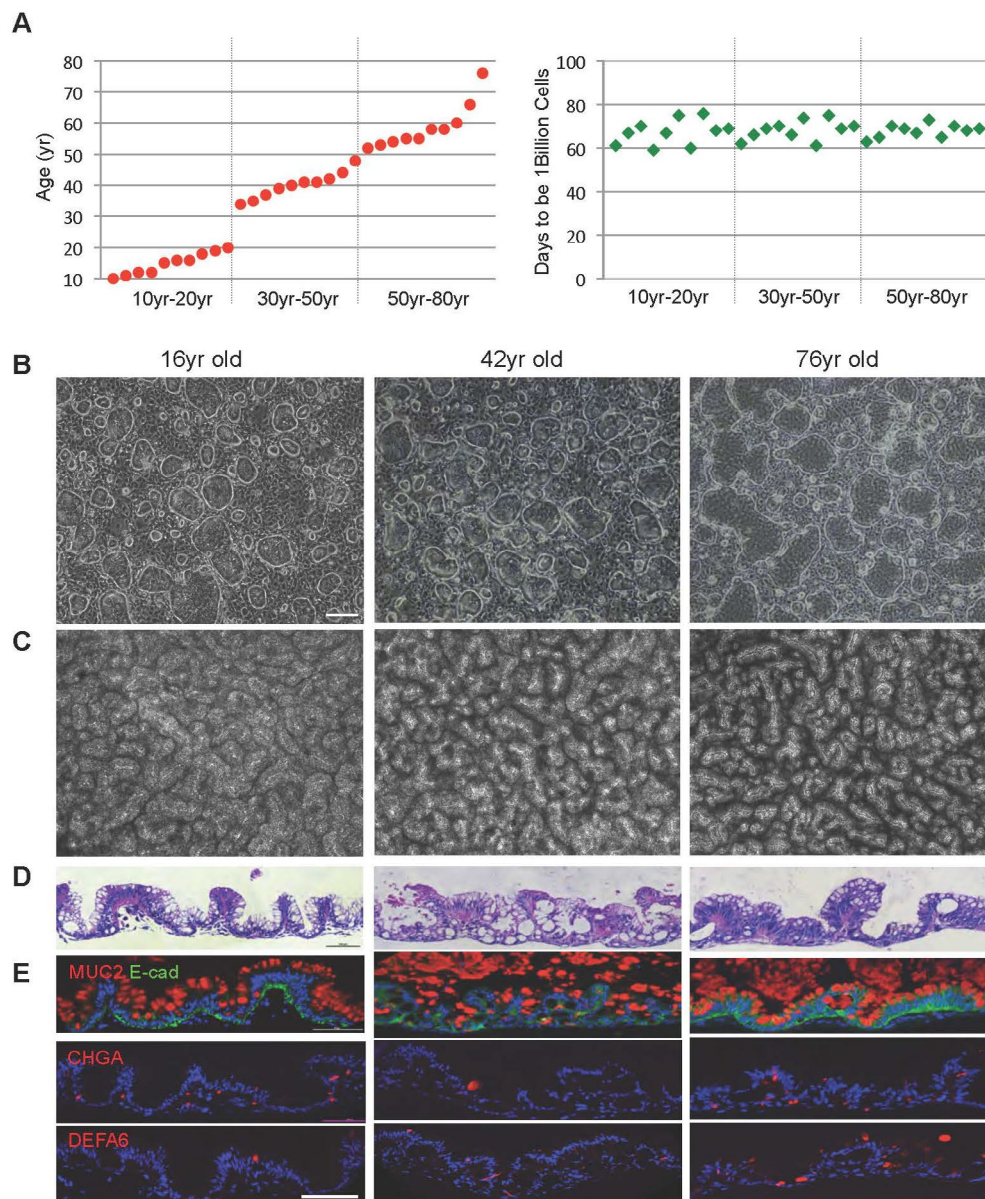 A
80
70
60
50
40
30
20
10
Age (yr)
10yr-20yr 30yr-50yr 50yr-80yr
100
80
60
40
20
0
Days to be 1Billion Cells
10yr-20yr 30yr-50yr 50yr-80yr
B
16yr old 42yr old 76yr old
C
D
E
MUC2 E-cad
CHGA
DEFA6